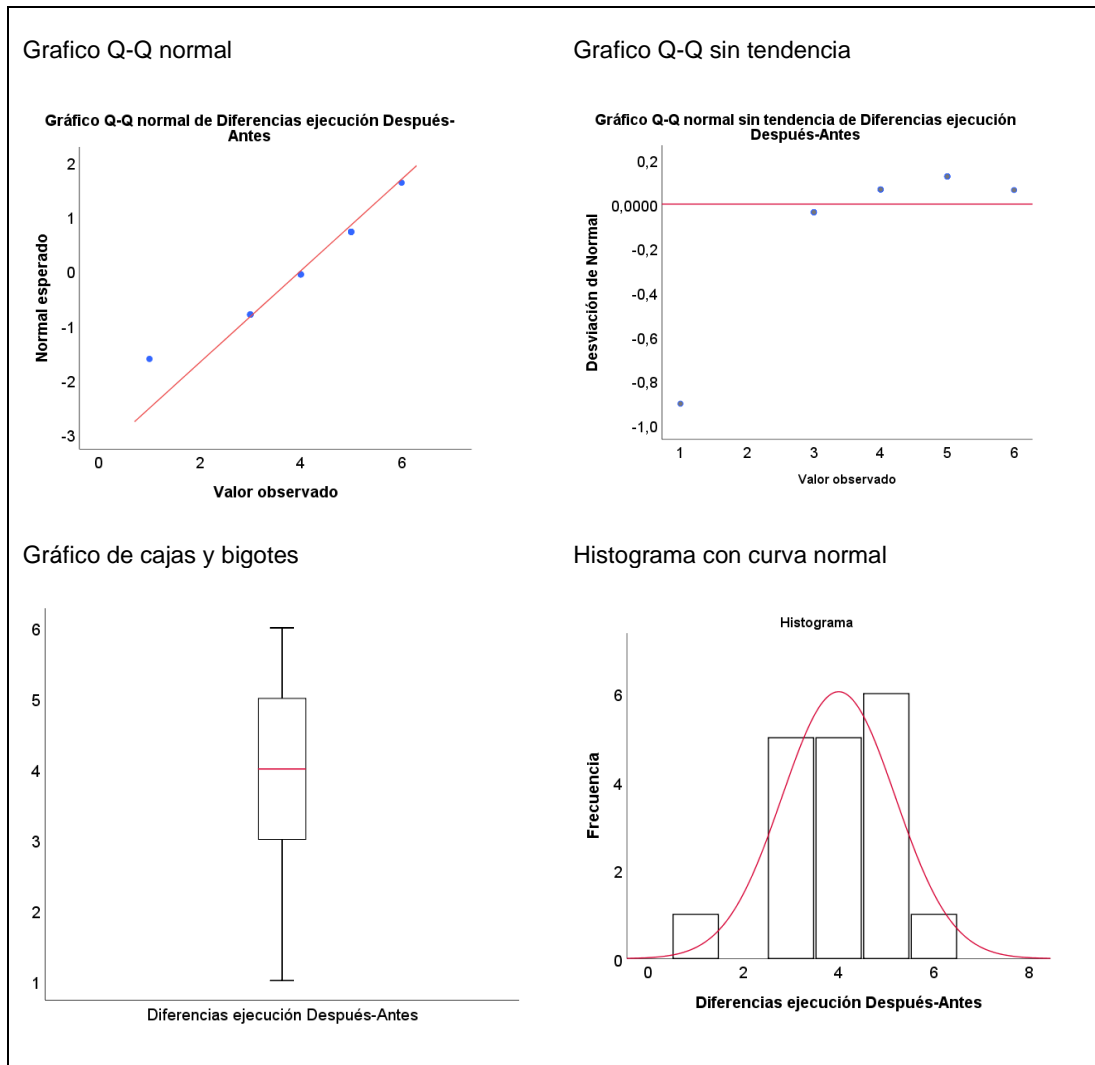 Grafico Q-Q normal
Grafico Q-Q sin tendencia
Gráfico Q-Q normal de Diferencias ejecución Después-
Antes
2
1
0
-1
-2
-3
Normal esperado
0 2 4 6
Valor observado
Gráfico Q-Q normal sin tendencia de Diferencias ejecución
Después-Antes
0,2
0,0000
-0,2
-0,4
-0,6
-0,8
-1,0
Desviación de Normal
1 2 3 4 5 6
Valor observado
Gráfico de cajas y bigotes
Histograma con curva normal
6
5
4
3
2
1
Diferencias ejecución Después-Antes
Histograma
6
4
2
0
Frecuencia
0 2 4 6 8
Diferencias ejecución Después-Antes